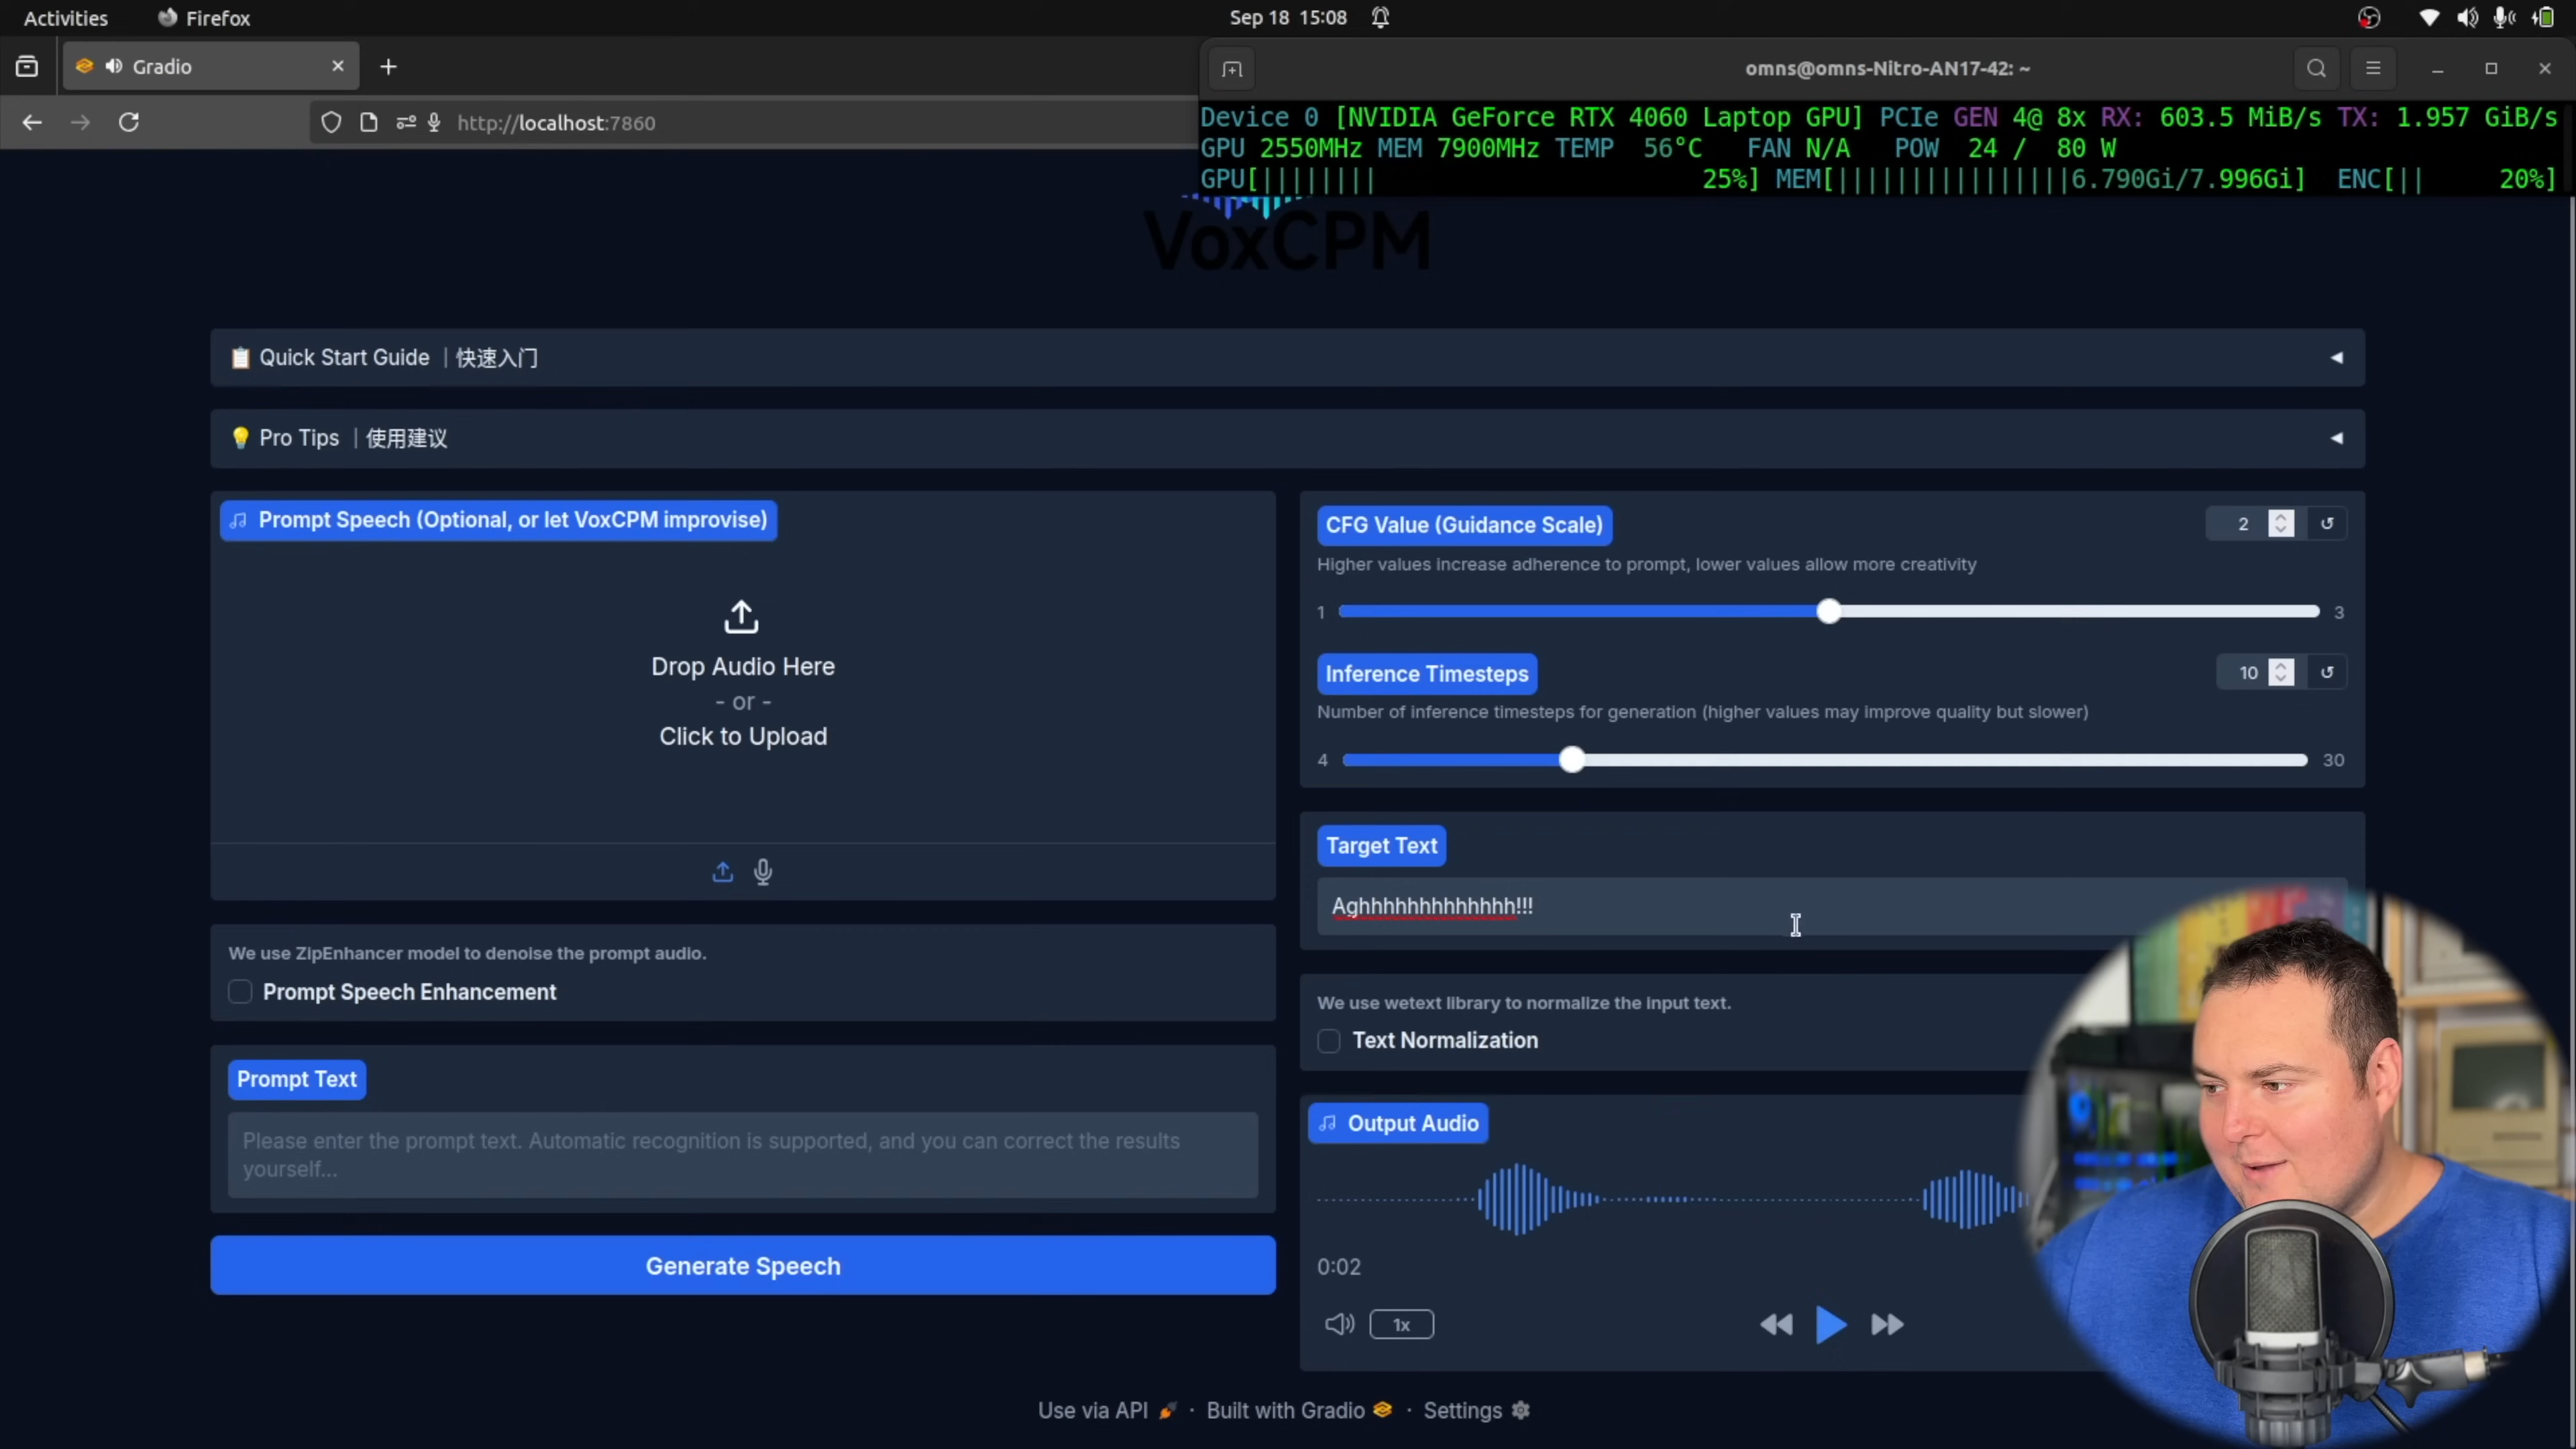 Activities
Firefox
Sep 18 15:08
Gradio
omns@omns-Nitro-AN17-42: ~
http://localhost:7860
Device 0 [NVIDIA GeForce RTX 4060 Laptop GPU] PCIe GEN 4@ 8x RX: 603.5 MiB/s TX: 1.957 GiB/s
GPU 2550MHz MEM 7900MHz TEMP 56°C FAN N/A POW 24 / 80 W
GPU[|||||||| 25%] MEM[||||||||||||||||6.790Gi/7.996Gi] ENC[|| 20%]
VoxCPM
📋 Quick Start Guide ｜快速入门
💡 Pro Tips ｜使用建议
Prompt Speech (Optional, or let VoxCPM improvise)
Drop Audio Here
- or -
Click to Upload
We use ZipEnhancer model to denoise the prompt audio.
Prompt Speech Enhancement
Prompt Text
Please enter the prompt text. Automatic recognition is supported, and you can correct the results
yourself...
Generate Speech
CFG Value (Guidance Scale)
2
Higher values increase adherence to prompt, lower values allow more creativity
1
3
Inference Timesteps
10
Number of inference timesteps for generation (higher values may improve quality but slower)
4
30
Target Text
Aghhhhhhhhhhhhh!!!
We use wetext library to normalize the input text.
Text Normalization
Output Audio
0:02
1x
Use via API 🚀 · Built with Gradio · Settings